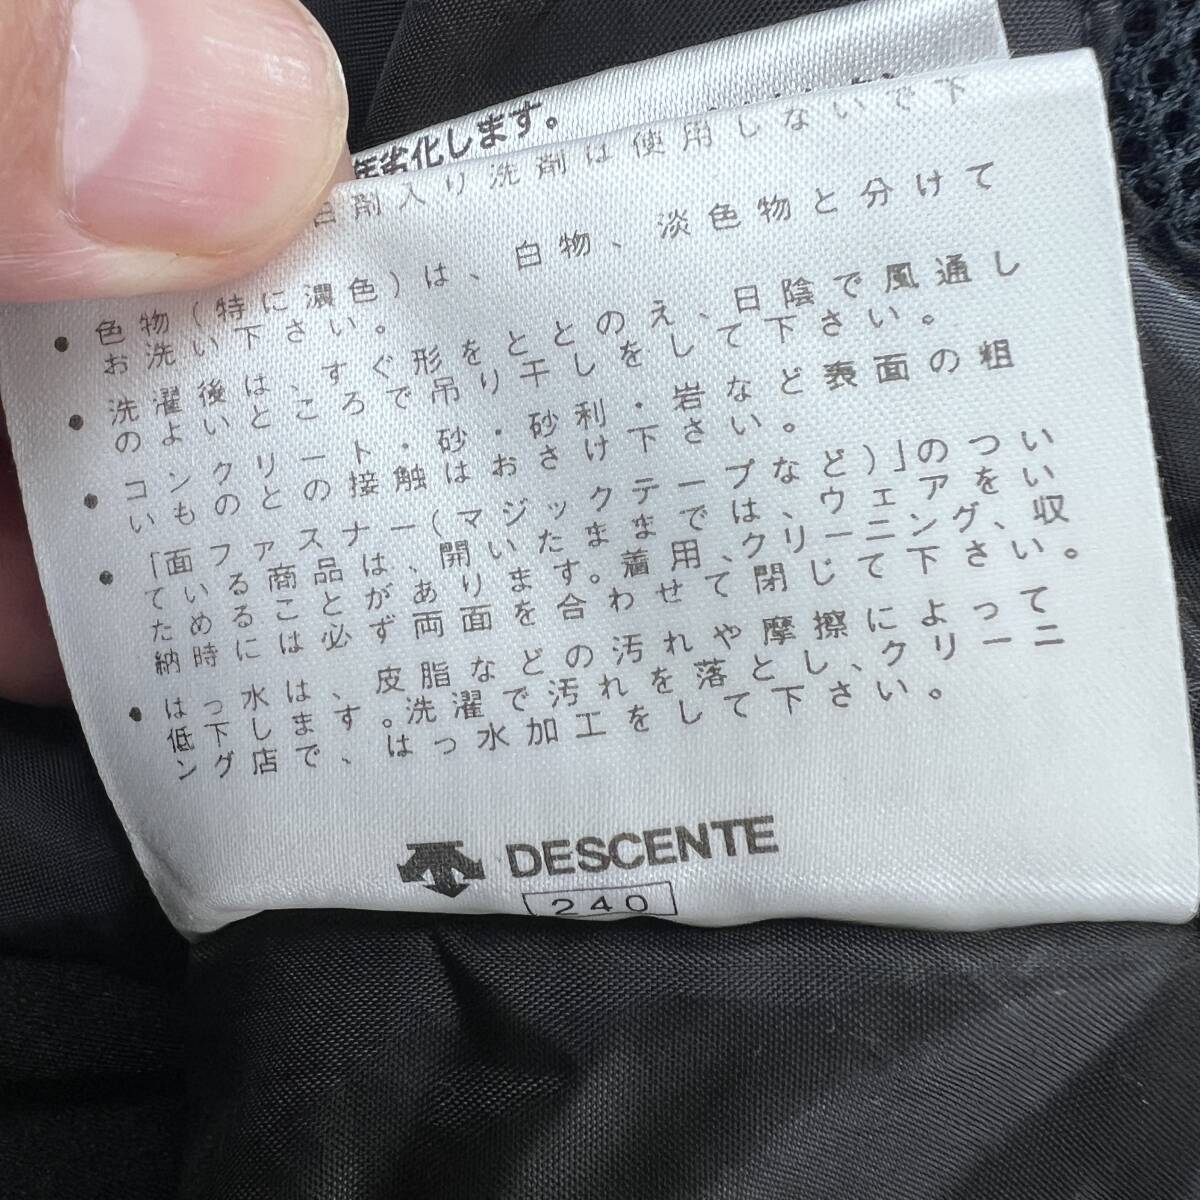 劣化します。
白剤入り洗剤は使用しないで下
• 色物(特に濃色)は、白物、淡色物と分けて
お洗い下さい。
• 洗濯後は、すぐ形をととのえ、日陰で風通し
のよいところで吊り干しをして下さい。
• コンクリート・砂・砂利・岩など表面の粗
いものとの接触はおさけ下さい。
• 「面ファスナー(マジックテープなど)」のつい
ている商品は、開いたままでは、ウェアをい
ためることがあります。着用、クリーニング、収
納時には必ず両面を合わせて閉じて下さい。
• はっ水は、皮脂などの汚れや摩擦によって
低下します。洗濯で汚れを落とし、クリーニ
ング店で、はっ水加工をして下さい。
DESCENTE
240